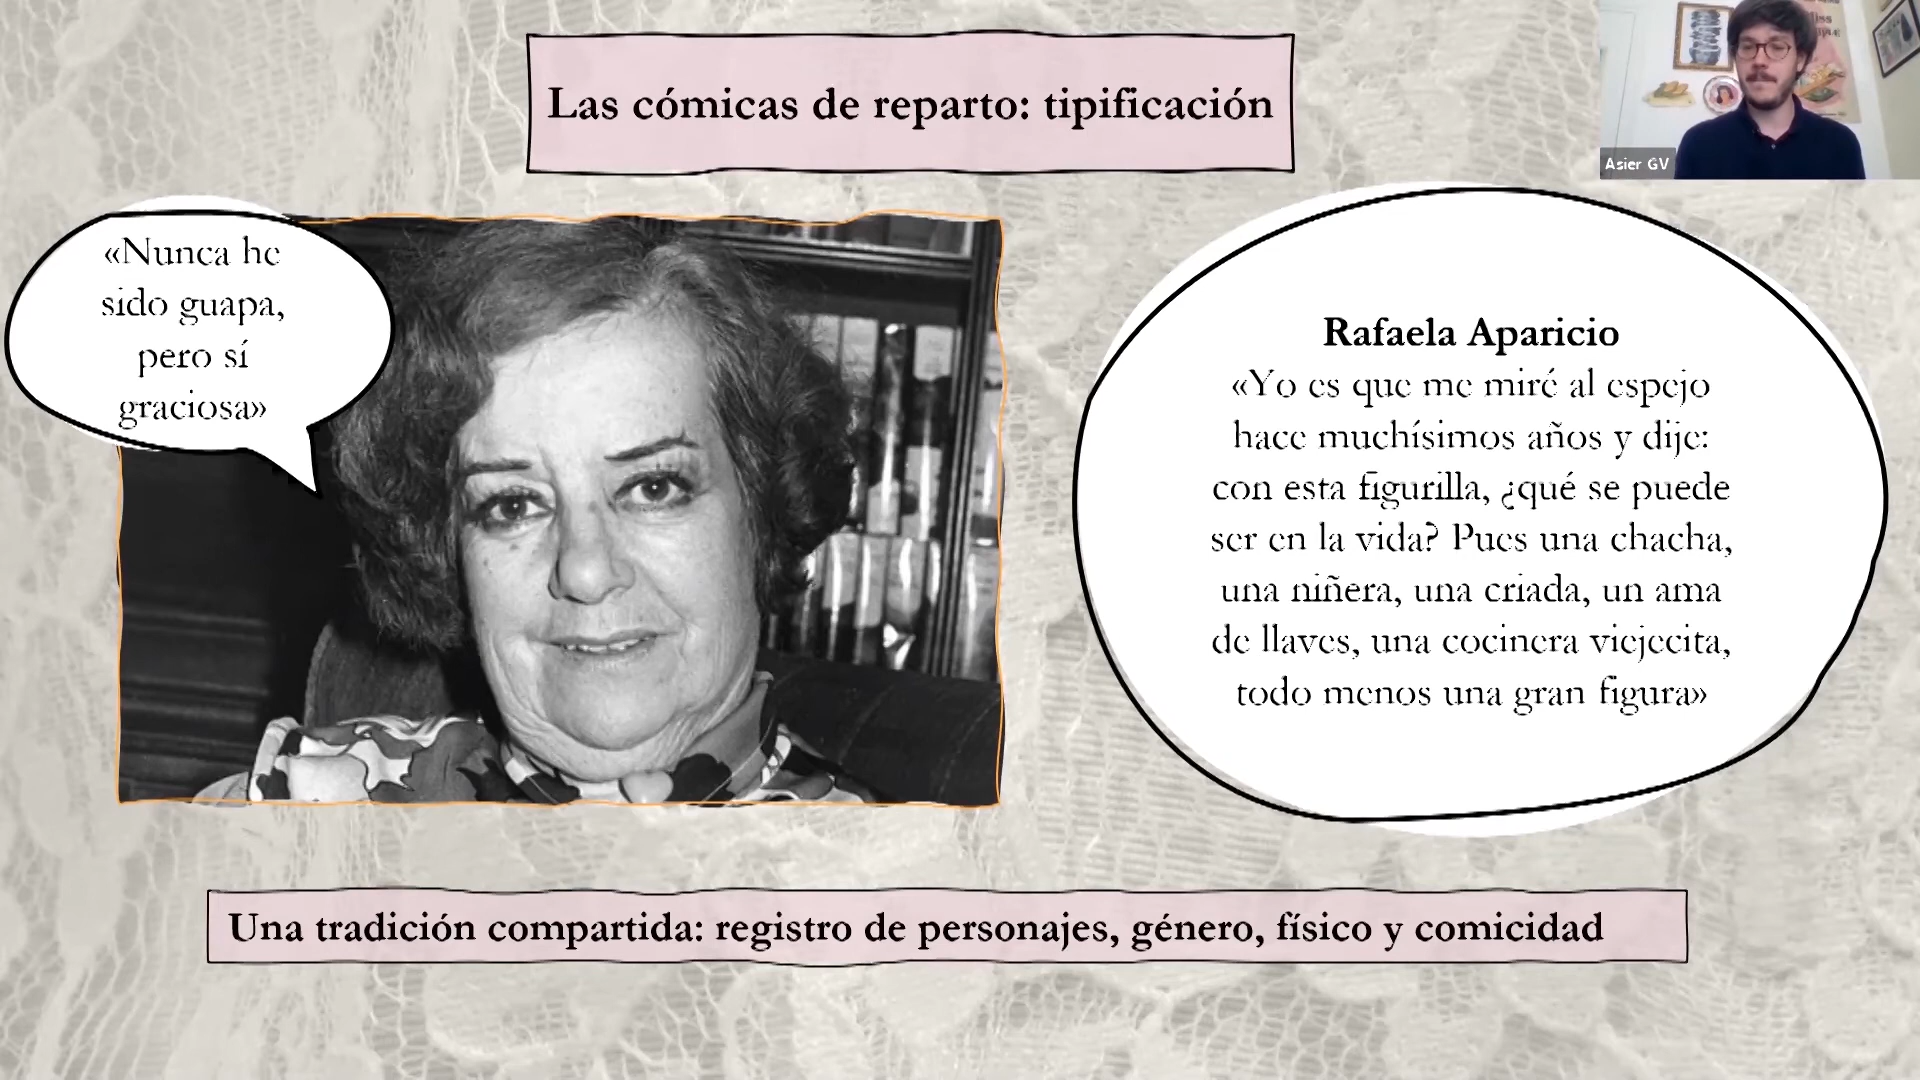 Las cómicas de reparto: tipificación
Asier GV
«Nunca he
sido guapa,
pero sí
graciosa»
Rafaela Aparicio
«Yo es que me miré al espejo
hace muchísimos años y dije:
con esta figurilla, ¿qué se puede
ser en la vida? Pues una chacha,
una niñera, una criada, un ama
de llaves, una cocinera viejecita,
todo menos una gran figura»
Una tradición compartida: registro de personajes, género, físico y comicidad